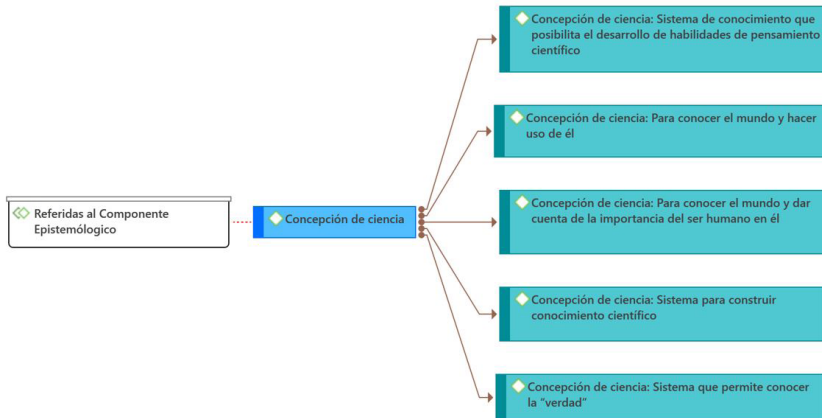 Referidas al Componente
Epistemólogico
Concepción de ciencia
Concepción de ciencia: Sistema de conocimiento que
posibilita el desarrollo de habilidades de pensamiento
científico
Concepción de ciencia: Para conocer el mundo y hacer
uso de él
Concepción de ciencia: Para conocer el mundo y dar
cuenta de la importancia del ser humano en él
Concepción de ciencia: Sistema para construir
conocimiento científico
Concepción de ciencia: Sistema que permite conocer
la “verdad”